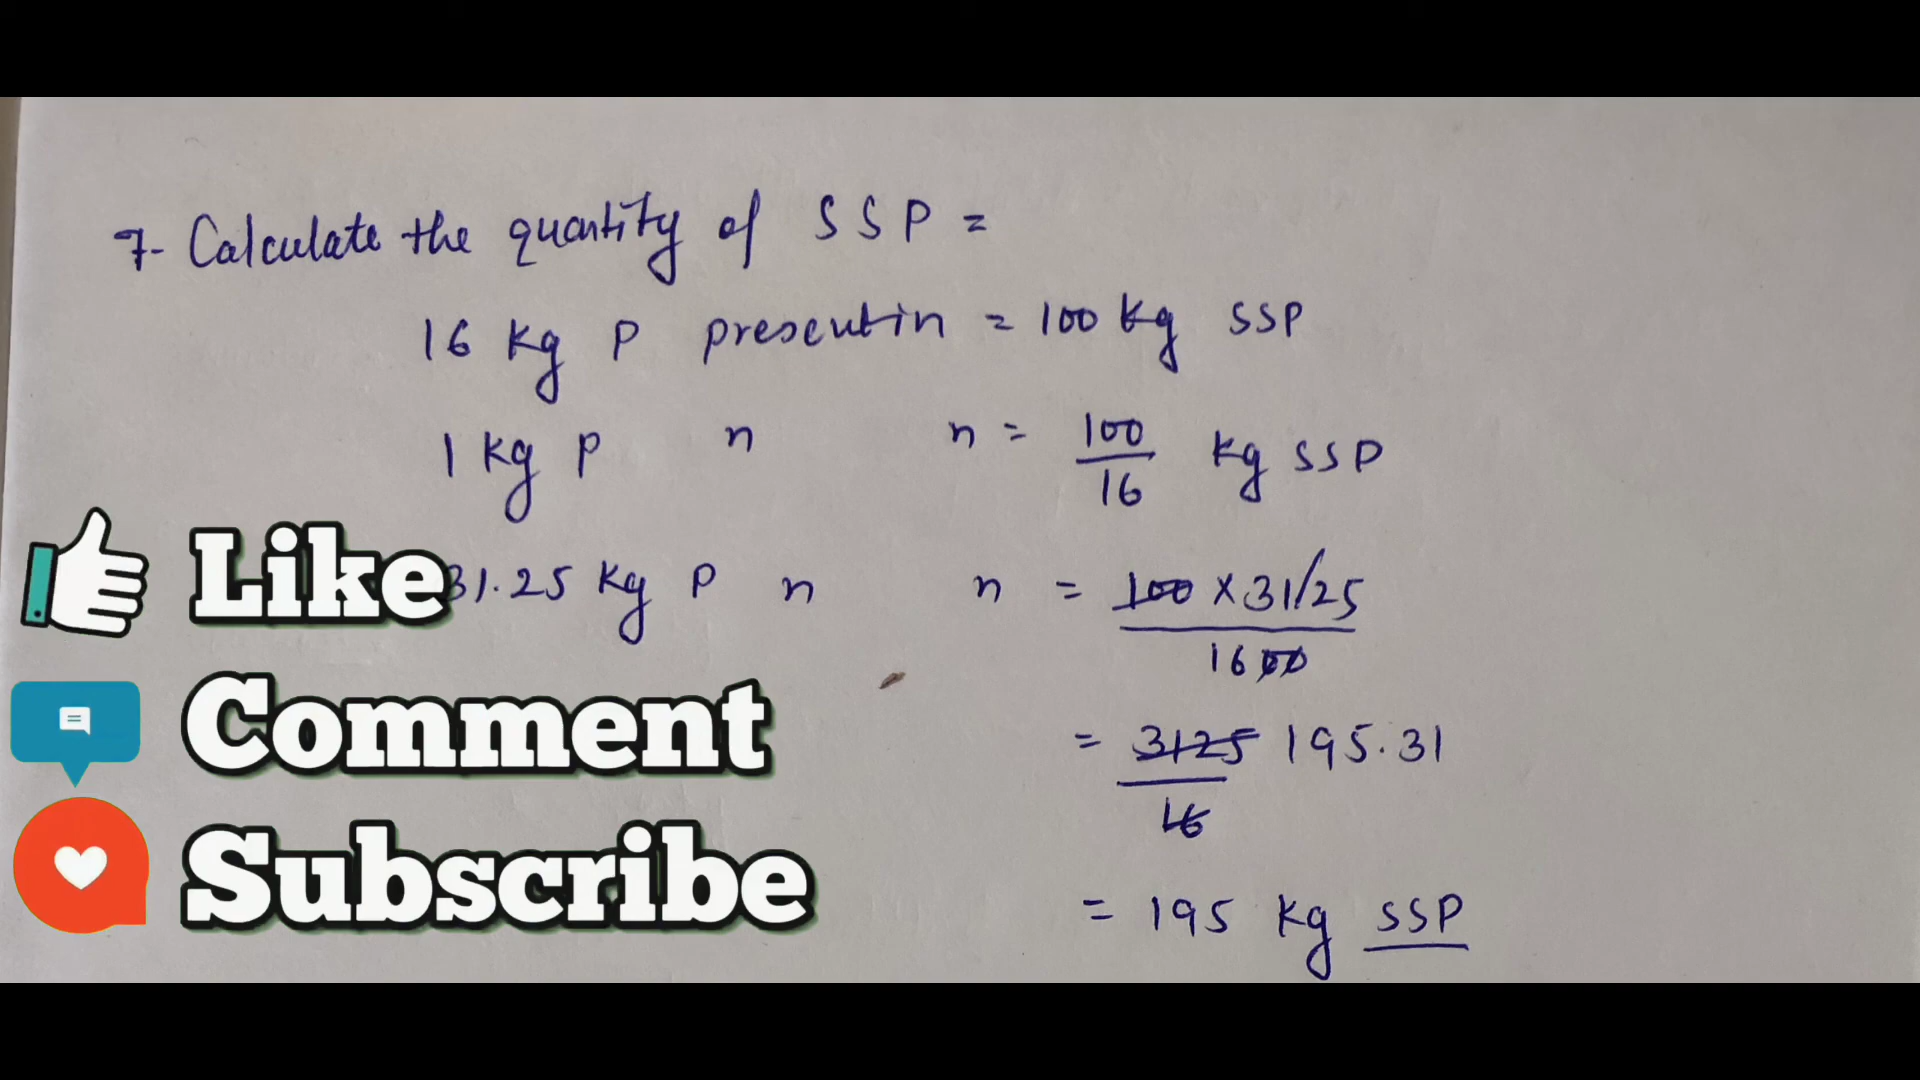 7- Calculate the quantity of SSP =
16 kg P present in = 100 kg SSP
1 kg P " " = 100/16 kg SSP
31.25 kg P " " = 100 × 31/25 / 1600
= 3125/16 195.31
= 195 kg SSP
Like
Comment
Subscribe